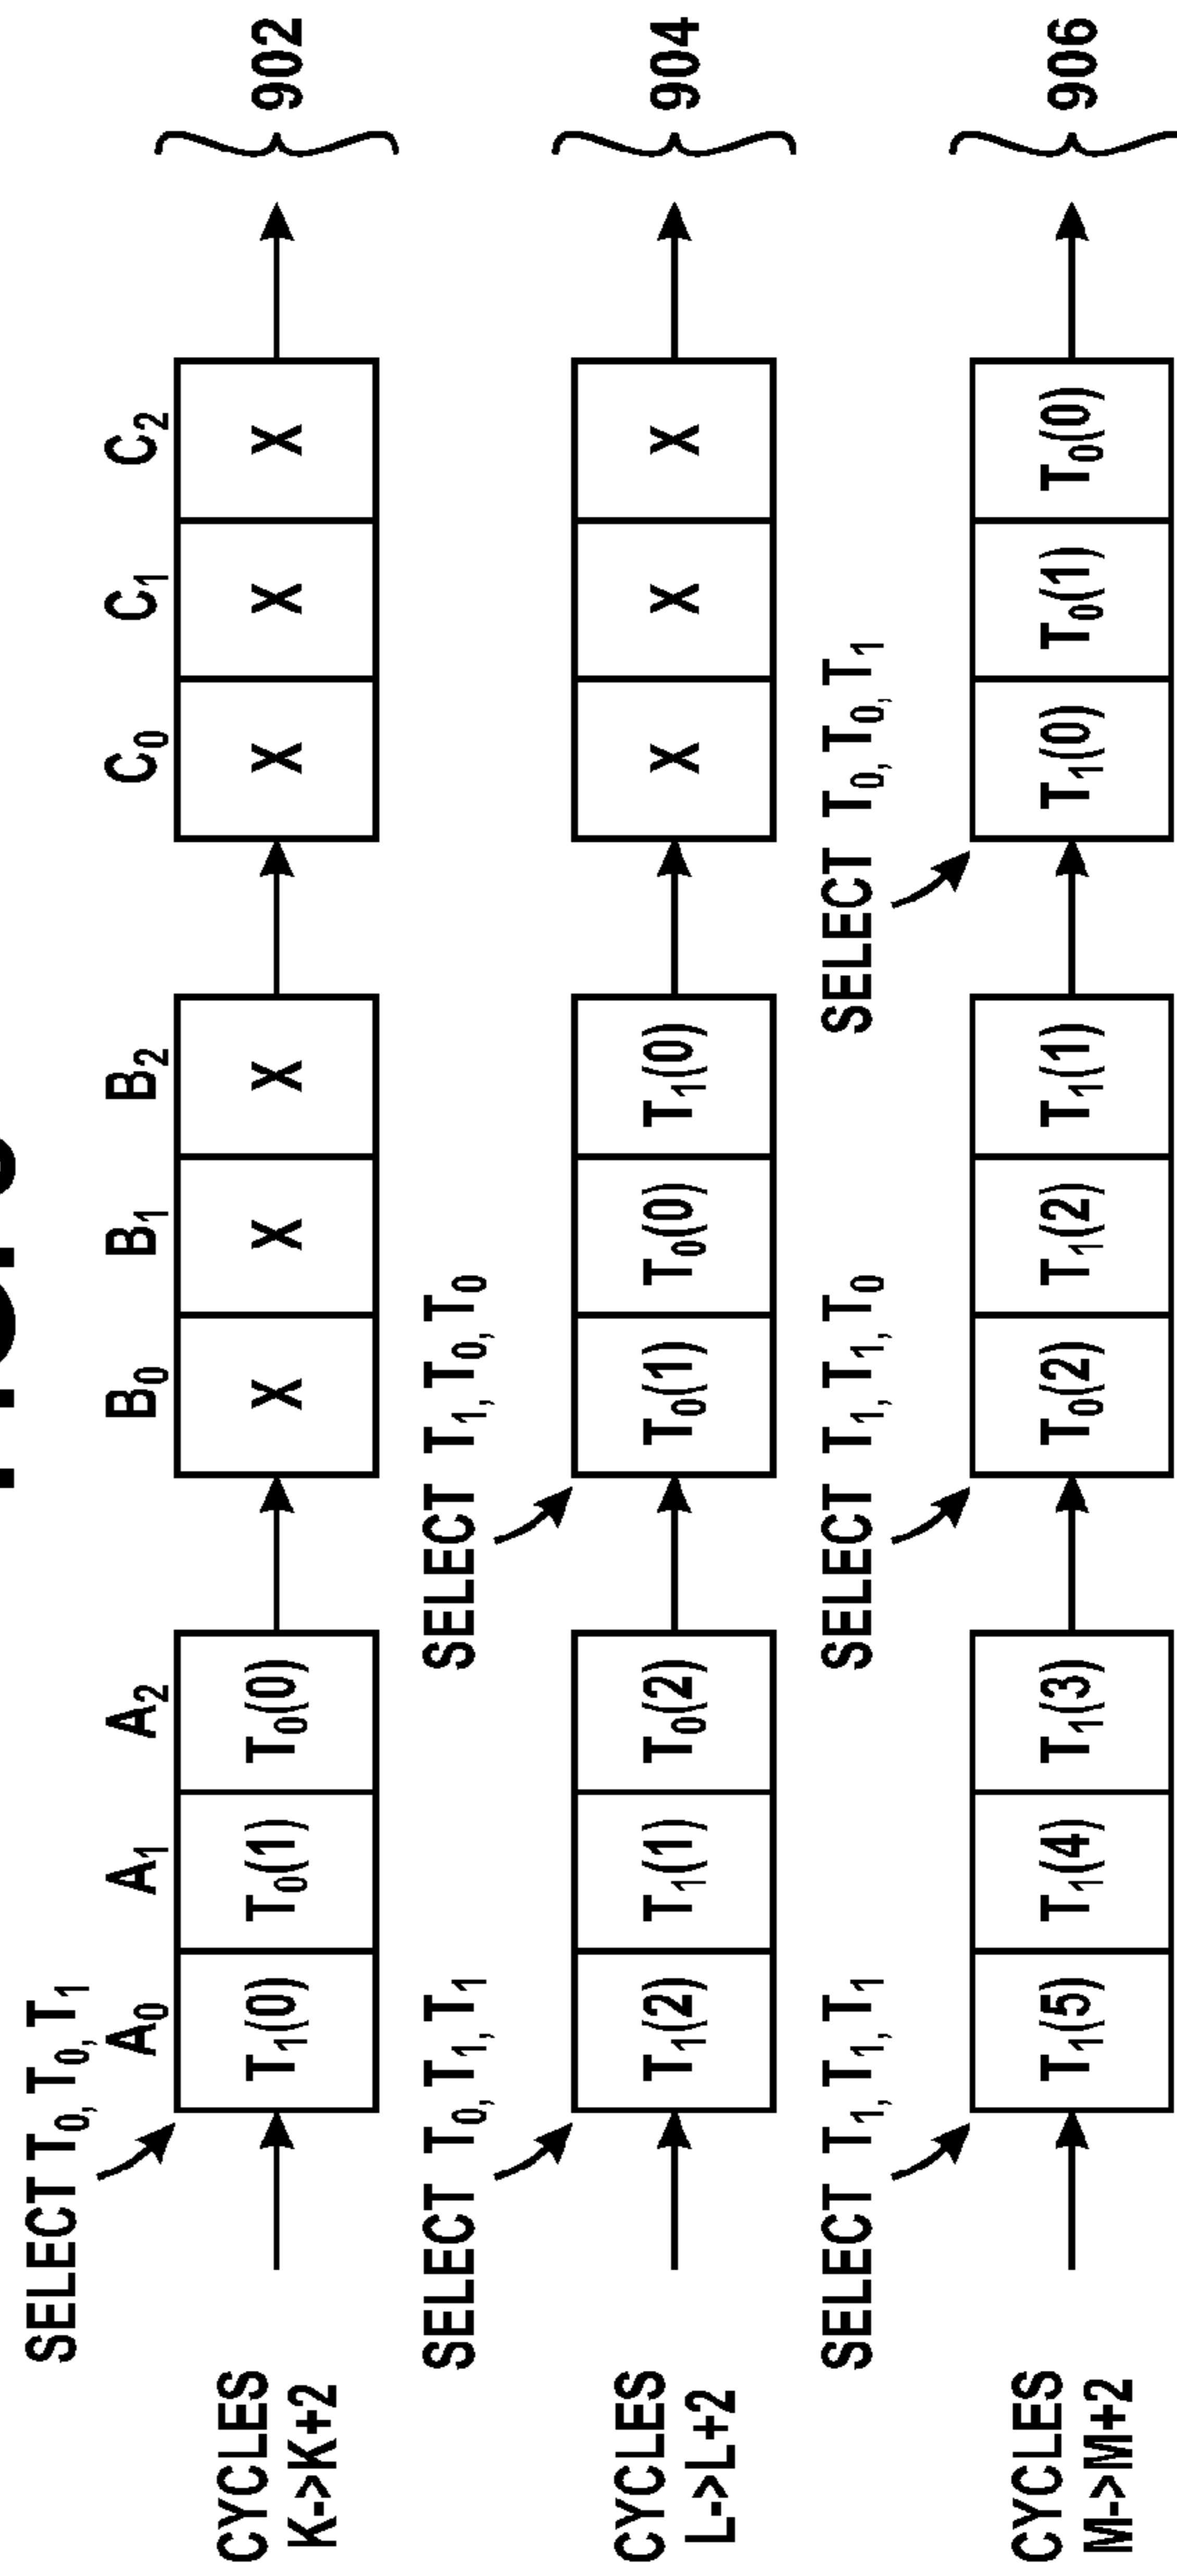 SELECT T₀, T₀, T₁
A₀ A₁ A₂ B₀ B₁ B₂ C₀ C₁ C₂
CYCLES
K->K+2
T₁(0) T₀(1) T₀(0) X X X X X X
902
SELECT T₀, T₁, T₁
SELECT T₁, T₀, T₀
CYCLES
L->L+2
T₁(2) T₁(1) T₀(2) T₀(1) T₀(0) T₁(0) X X X
904
SELECT T₁, T₁, T₁
SELECT T₁, T₁, T₀
SELECT T₀, T₀, T₁
CYCLES
M->M+2
T₁(5) T₁(4) T₁(3) T₀(2) T₁(2) T₁(1) T₁(0) T₀(1) T₀(0)
906